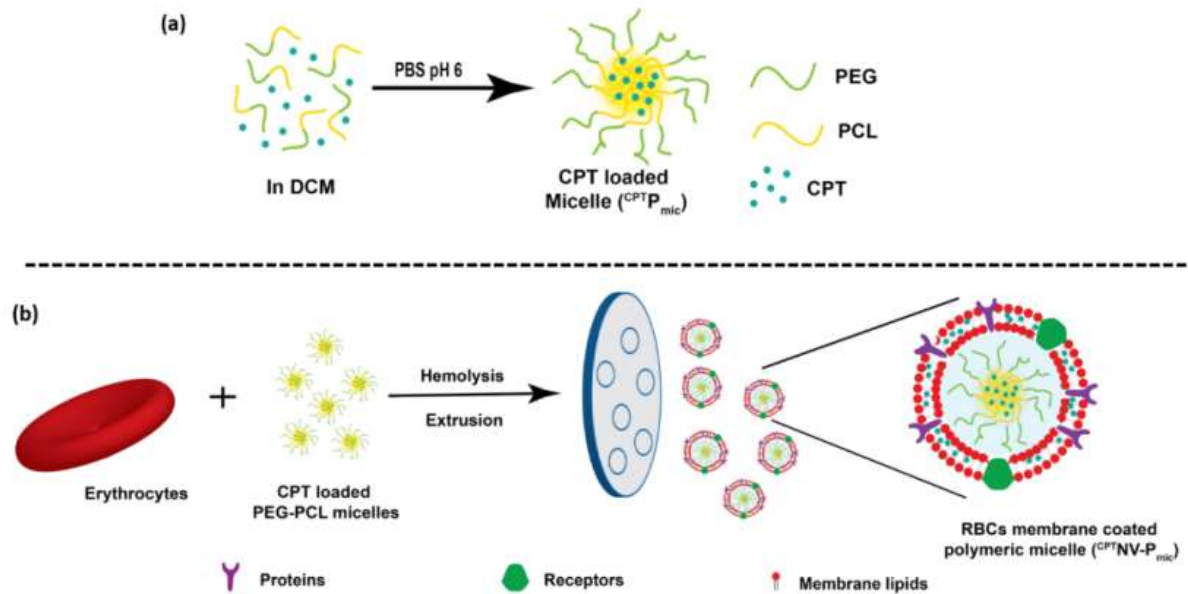 (a)
PBS pH 6
In DCM
CPT loaded
Micelle (CPTPmic)
PEG
PCL
CPT
(b)
Erythrocytes
+
CPT loaded
PEG-PCL micelles
Hemolysis
Extrusion
RBCs membrane coated
polymeric micelle (CPTNV-Pmic)
Proteins
Receptors
Membrane lipids